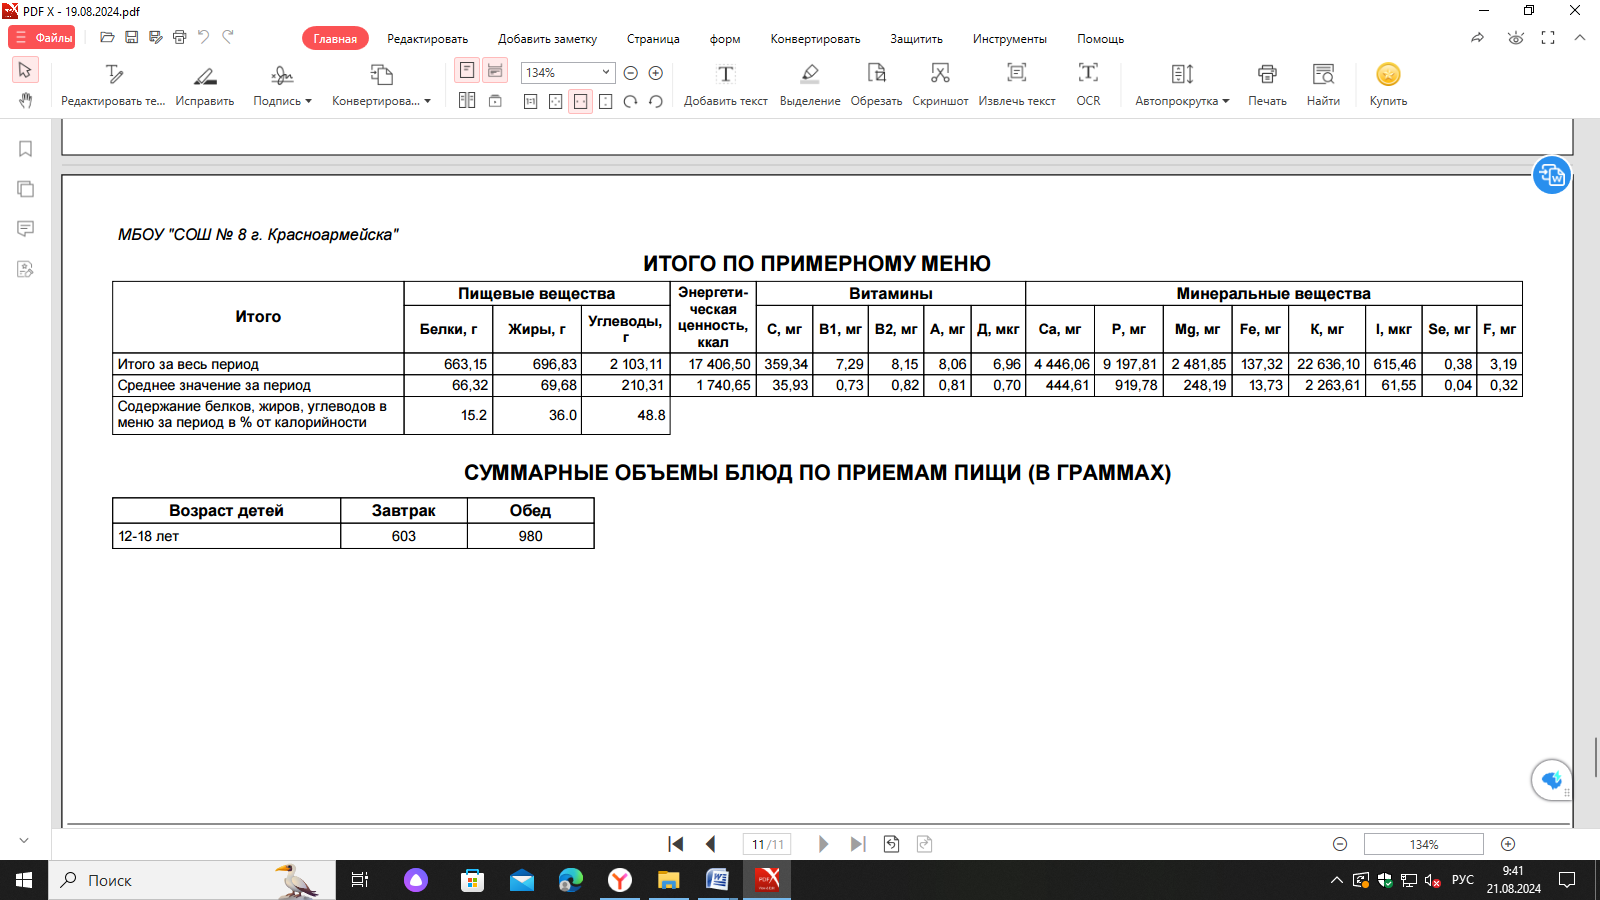 PDF X - 19.08.2024.pdf
Файлы
Главная Редактировать Добавить заметку Страница форм Конвертировать Защитить Инструменты Помощь
134%
Редактировать те... Исправить Подпись Конвертирова... Добавить текст Выделение Обрезать Скриншот Извлечь текст OCR Автопрокрутка Печать Найти Купить
МБОУ "СОШ № 8 г. Красноармейска"
ИТОГО ПО ПРИМЕРНОМУ МЕНЮ
Итого Пищевые вещества Энергети-ческая ценность, ккал Витамины Минеральные вещества
Белки, г Жиры, г Углеводы, г C, мг B1, мг B2, мг A, мг Д, мкг Ca, мг P, мг Mg, мг Fe, мг К, мг I, мкг Se, мг F, мг
Итого за весь период 663,15 696,83 2 103,11 17 406,50 359,34 7,29 8,15 8,06 6,96 4 446,06 9 197,81 2 481,85 137,32 22 636,10 615,46 0,38 3,19
Среднее значение за период 66,32 69,68 210,31 1 740,65 35,93 0,73 0,82 0,81 0,70 444,61 919,78 248,19 13,73 2 263,61 61,55 0,04 0,32
Содержание белков, жиров, углеводов в
меню за период в % от калорийности 15.2 36.0 48.8
СУММАРНЫЕ ОБЪЕМЫ БЛЮД ПО ПРИЕМАМ ПИЩИ (В ГРАММАХ)
Возраст детей Завтрак Обед
12-18 лет 603 980
11 /11
134%
Поиск
РУС
9:41
21.08.2024